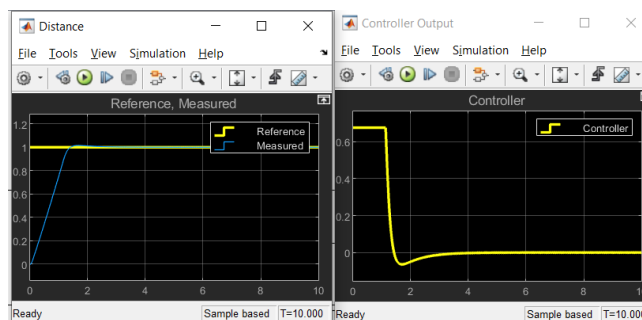 Distance
File Tools View Simulation Help
Reference, Measured
Reference
Measured
1.2
1
0.8
0.6
0.4
0.2
0
0 2 4 6 8 10
Ready Sample based T=10.000
Controller Output
File Tools View Simulation Help
Controller
Controller
0.6
0.4
0.2
0
0 2 4 6 8 10
Ready Sample based T=10.000